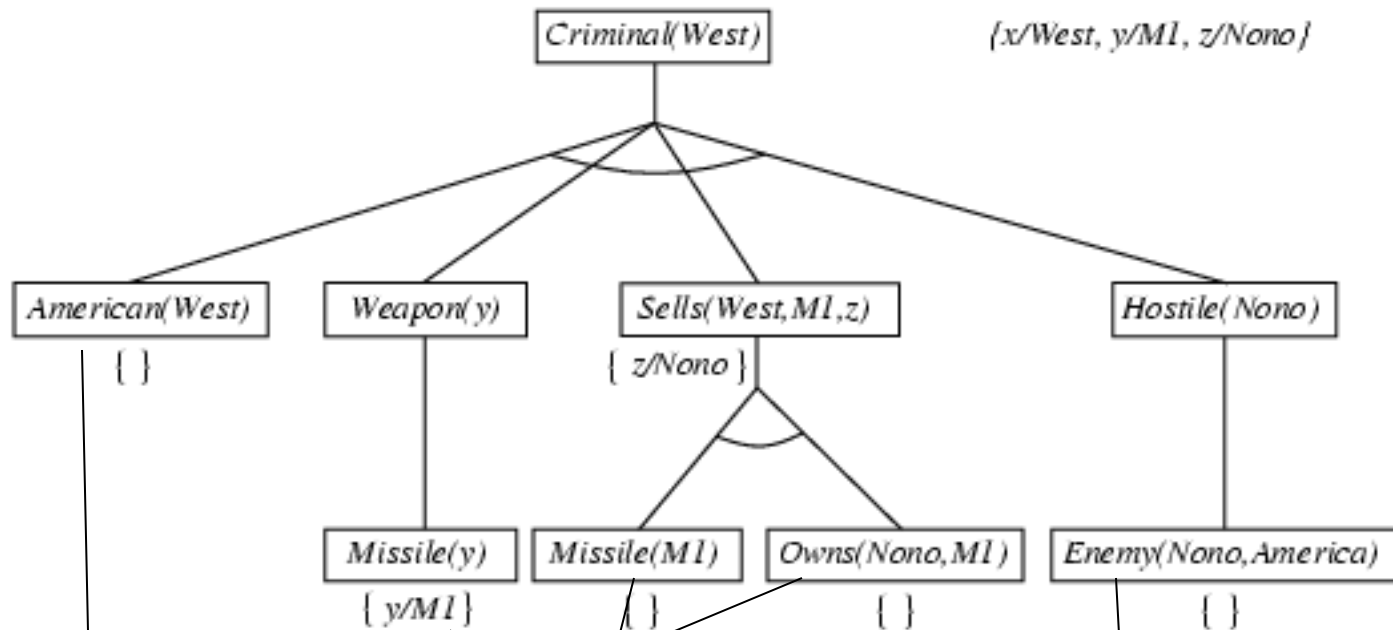 Criminal(West)
{x/West, y/M1, z/Nono}
American(West)
Weapon(y)
Sells(West,M1,z)
Hostile(Nono)
{ }
{ z/Nono }
Missile(y)
Missile(M1)
Owns(Nono,M1)
Enemy(Nono,America)
{ y/M1 }
{ }
{ }
{ }